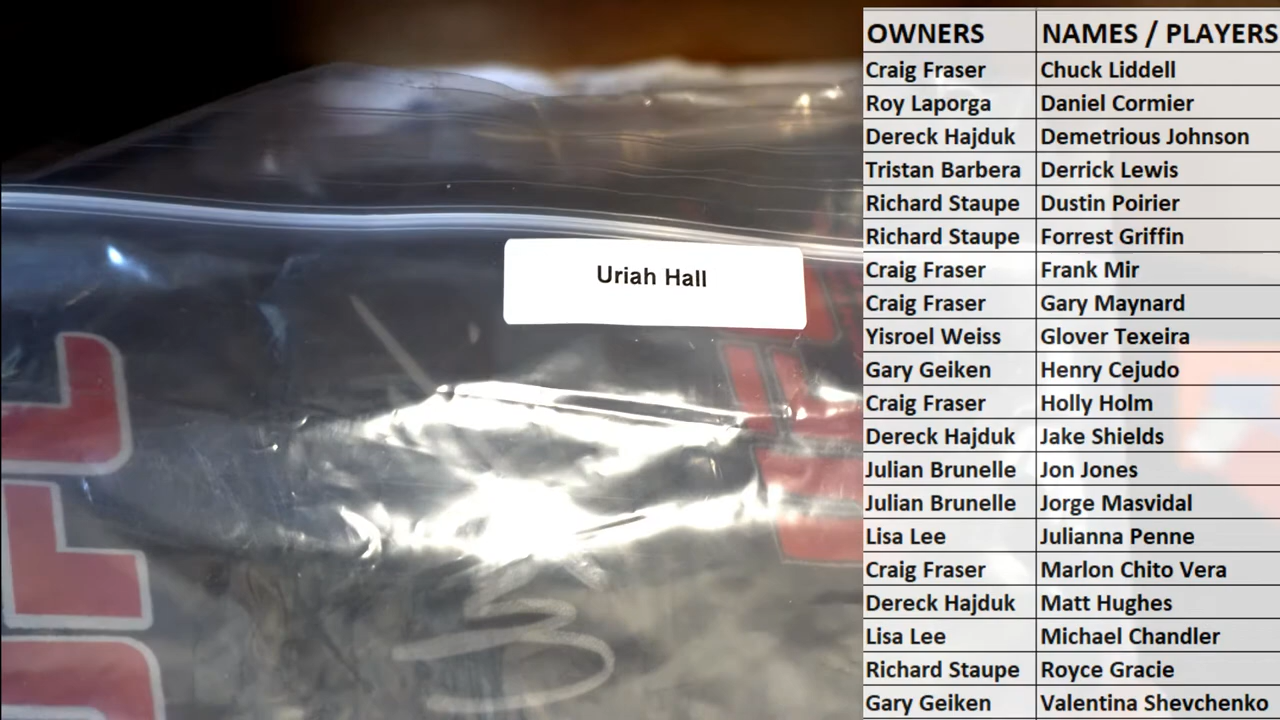 Uriah Hall
OWNERS NAMES / PLAYERS
Craig Fraser Chuck Liddell
Roy Laporga Daniel Cormier
Dereck Hajduk Demetrious Johnson
Tristan Barbera Derrick Lewis
Richard Staupe Dustin Poirier
Richard Staupe Forrest Griffin
Craig Fraser Frank Mir
Craig Fraser Gary Maynard
Yisroel Weiss Glover Texeira
Gary Geiken Henry Cejudo
Craig Fraser Holly Holm
Dereck Hajduk Jake Shields
Julian Brunelle Jon Jones
Julian Brunelle Jorge Masvidal
Lisa Lee Julianna Penne
Craig Fraser Marlon Chito Vera
Dereck Hajduk Matt Hughes
Lisa Lee Michael Chandler
Richard Staupe Royce Gracie
Gary Geiken Valentina Shevchenko